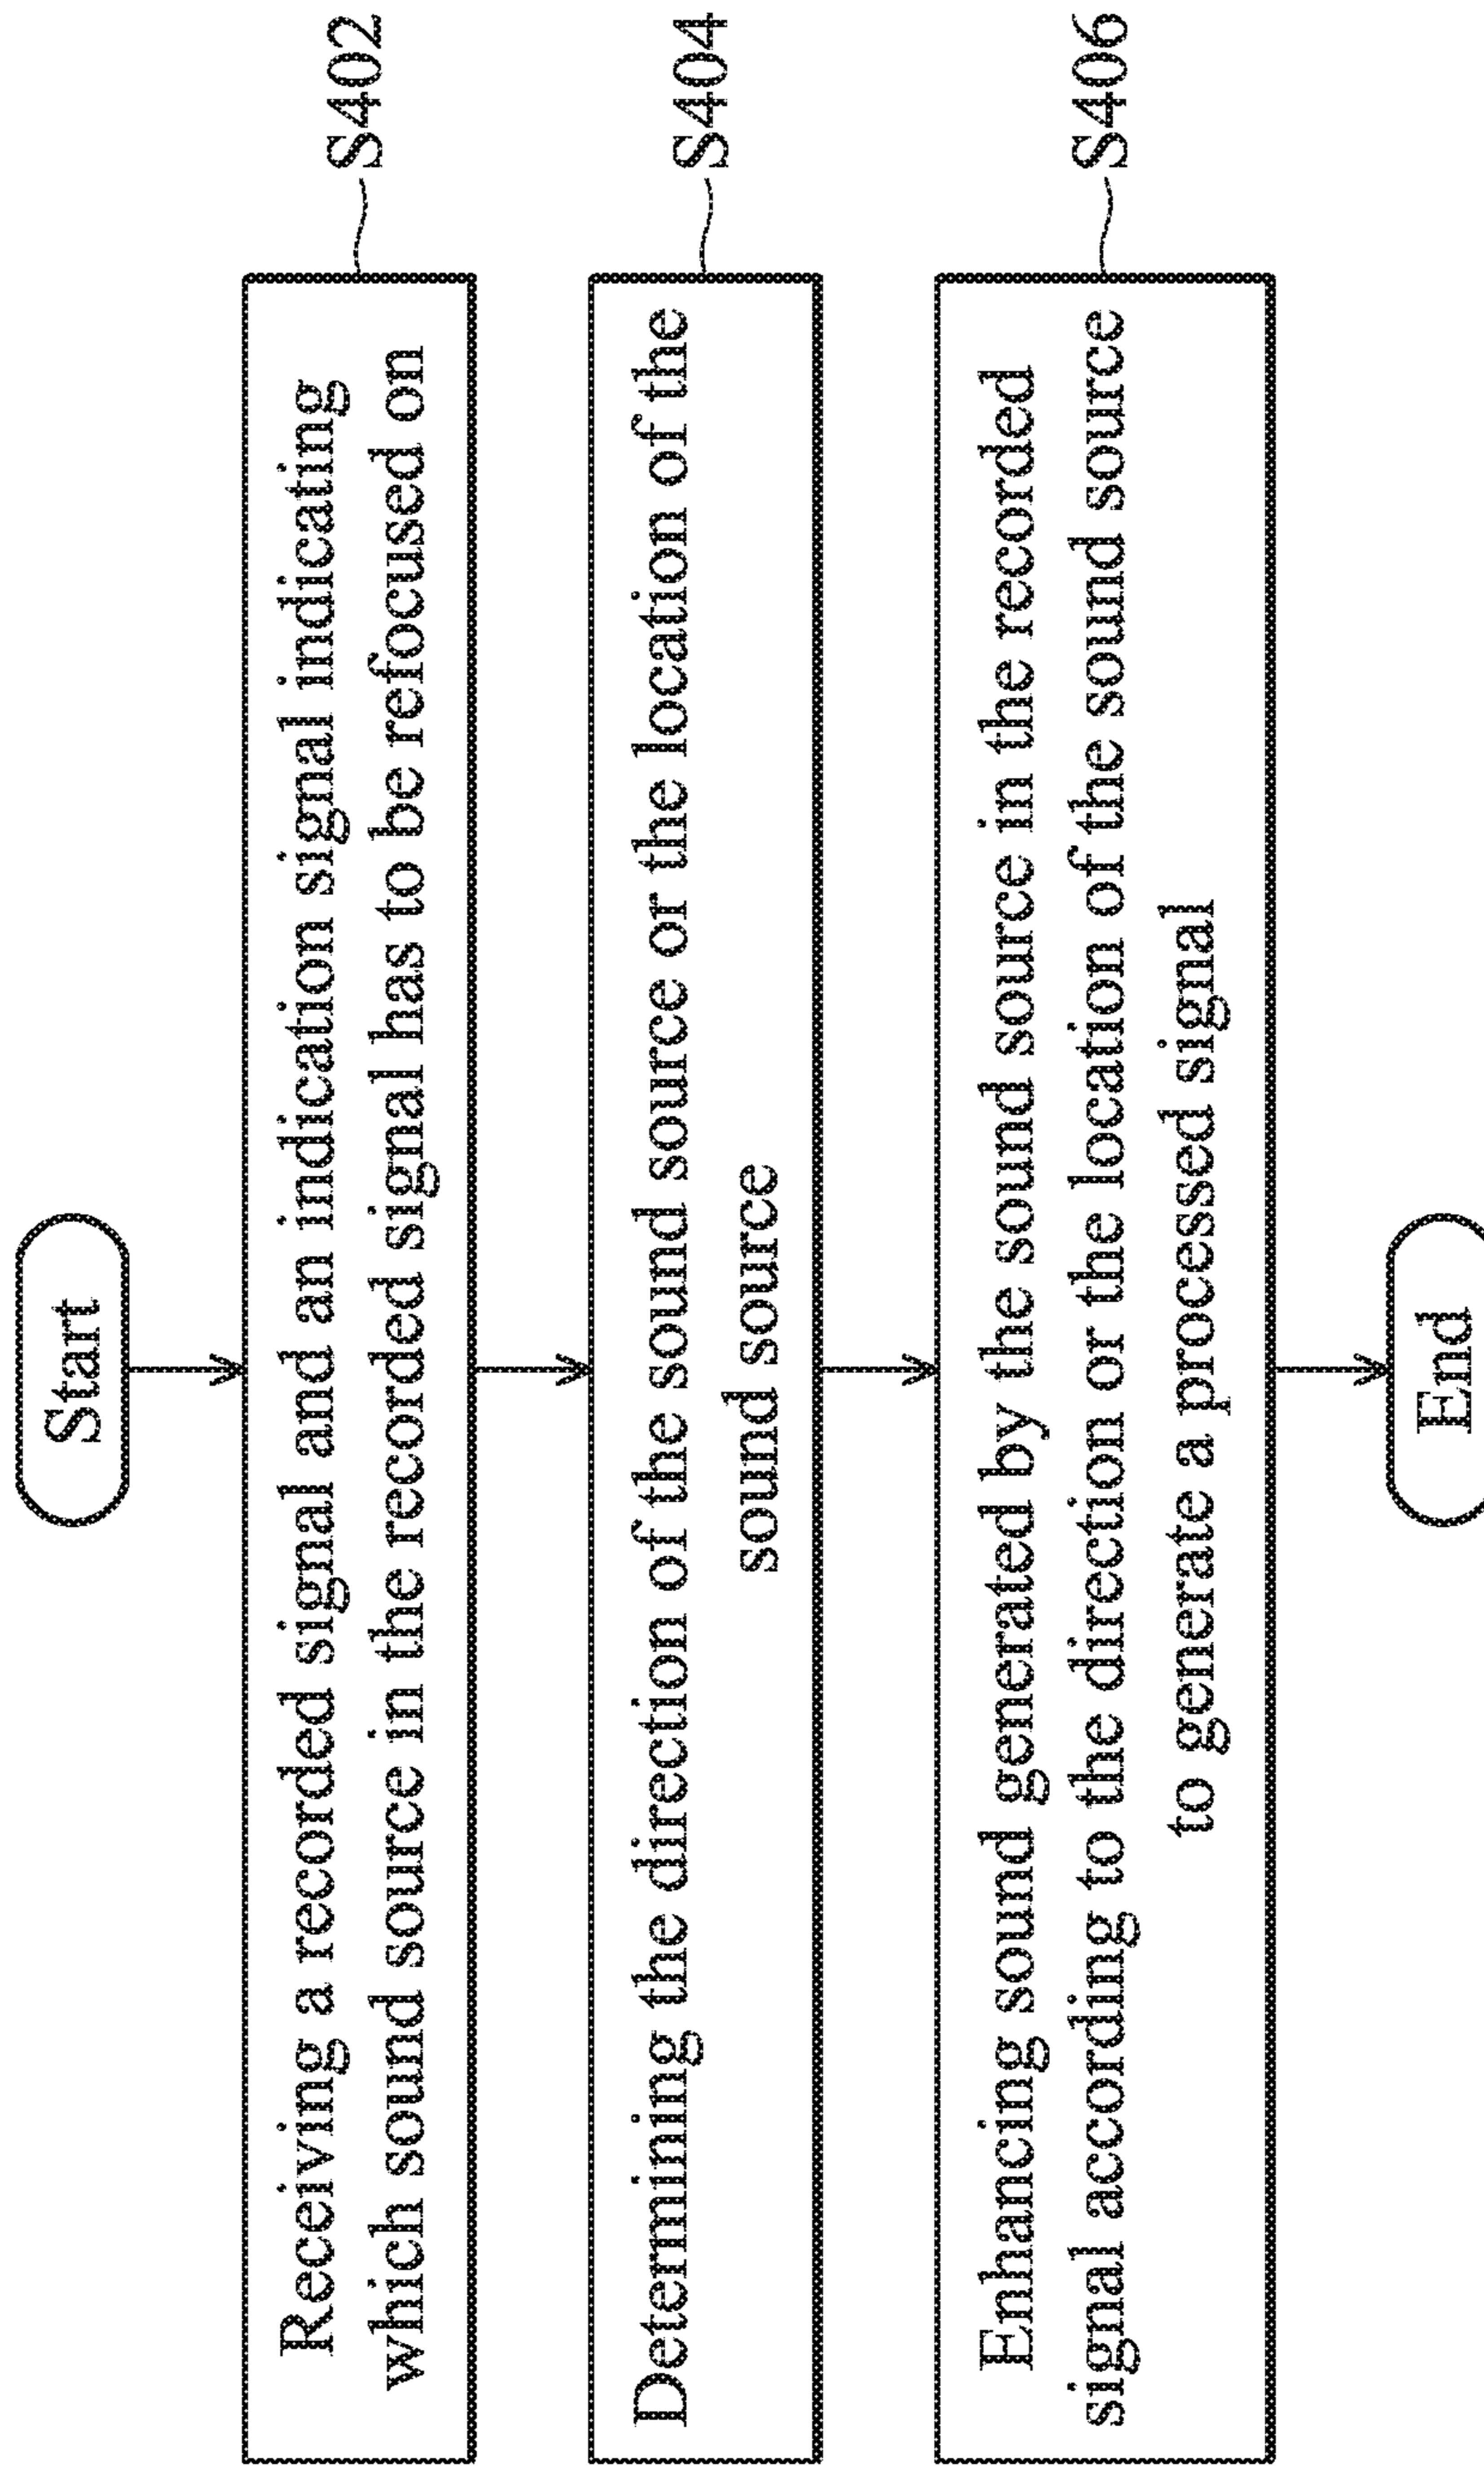 Start
Receiving a recorded signal and an indication signal indicating
which sound source in the recorded signal has to be refocused on
S402
Determining the direction of the sound source or the location of the
sound source
S404
Enhancing sound generated by the sound source in the recorded
signal according to the direction or the location of the sound source
to generate a processed signal
S406
End